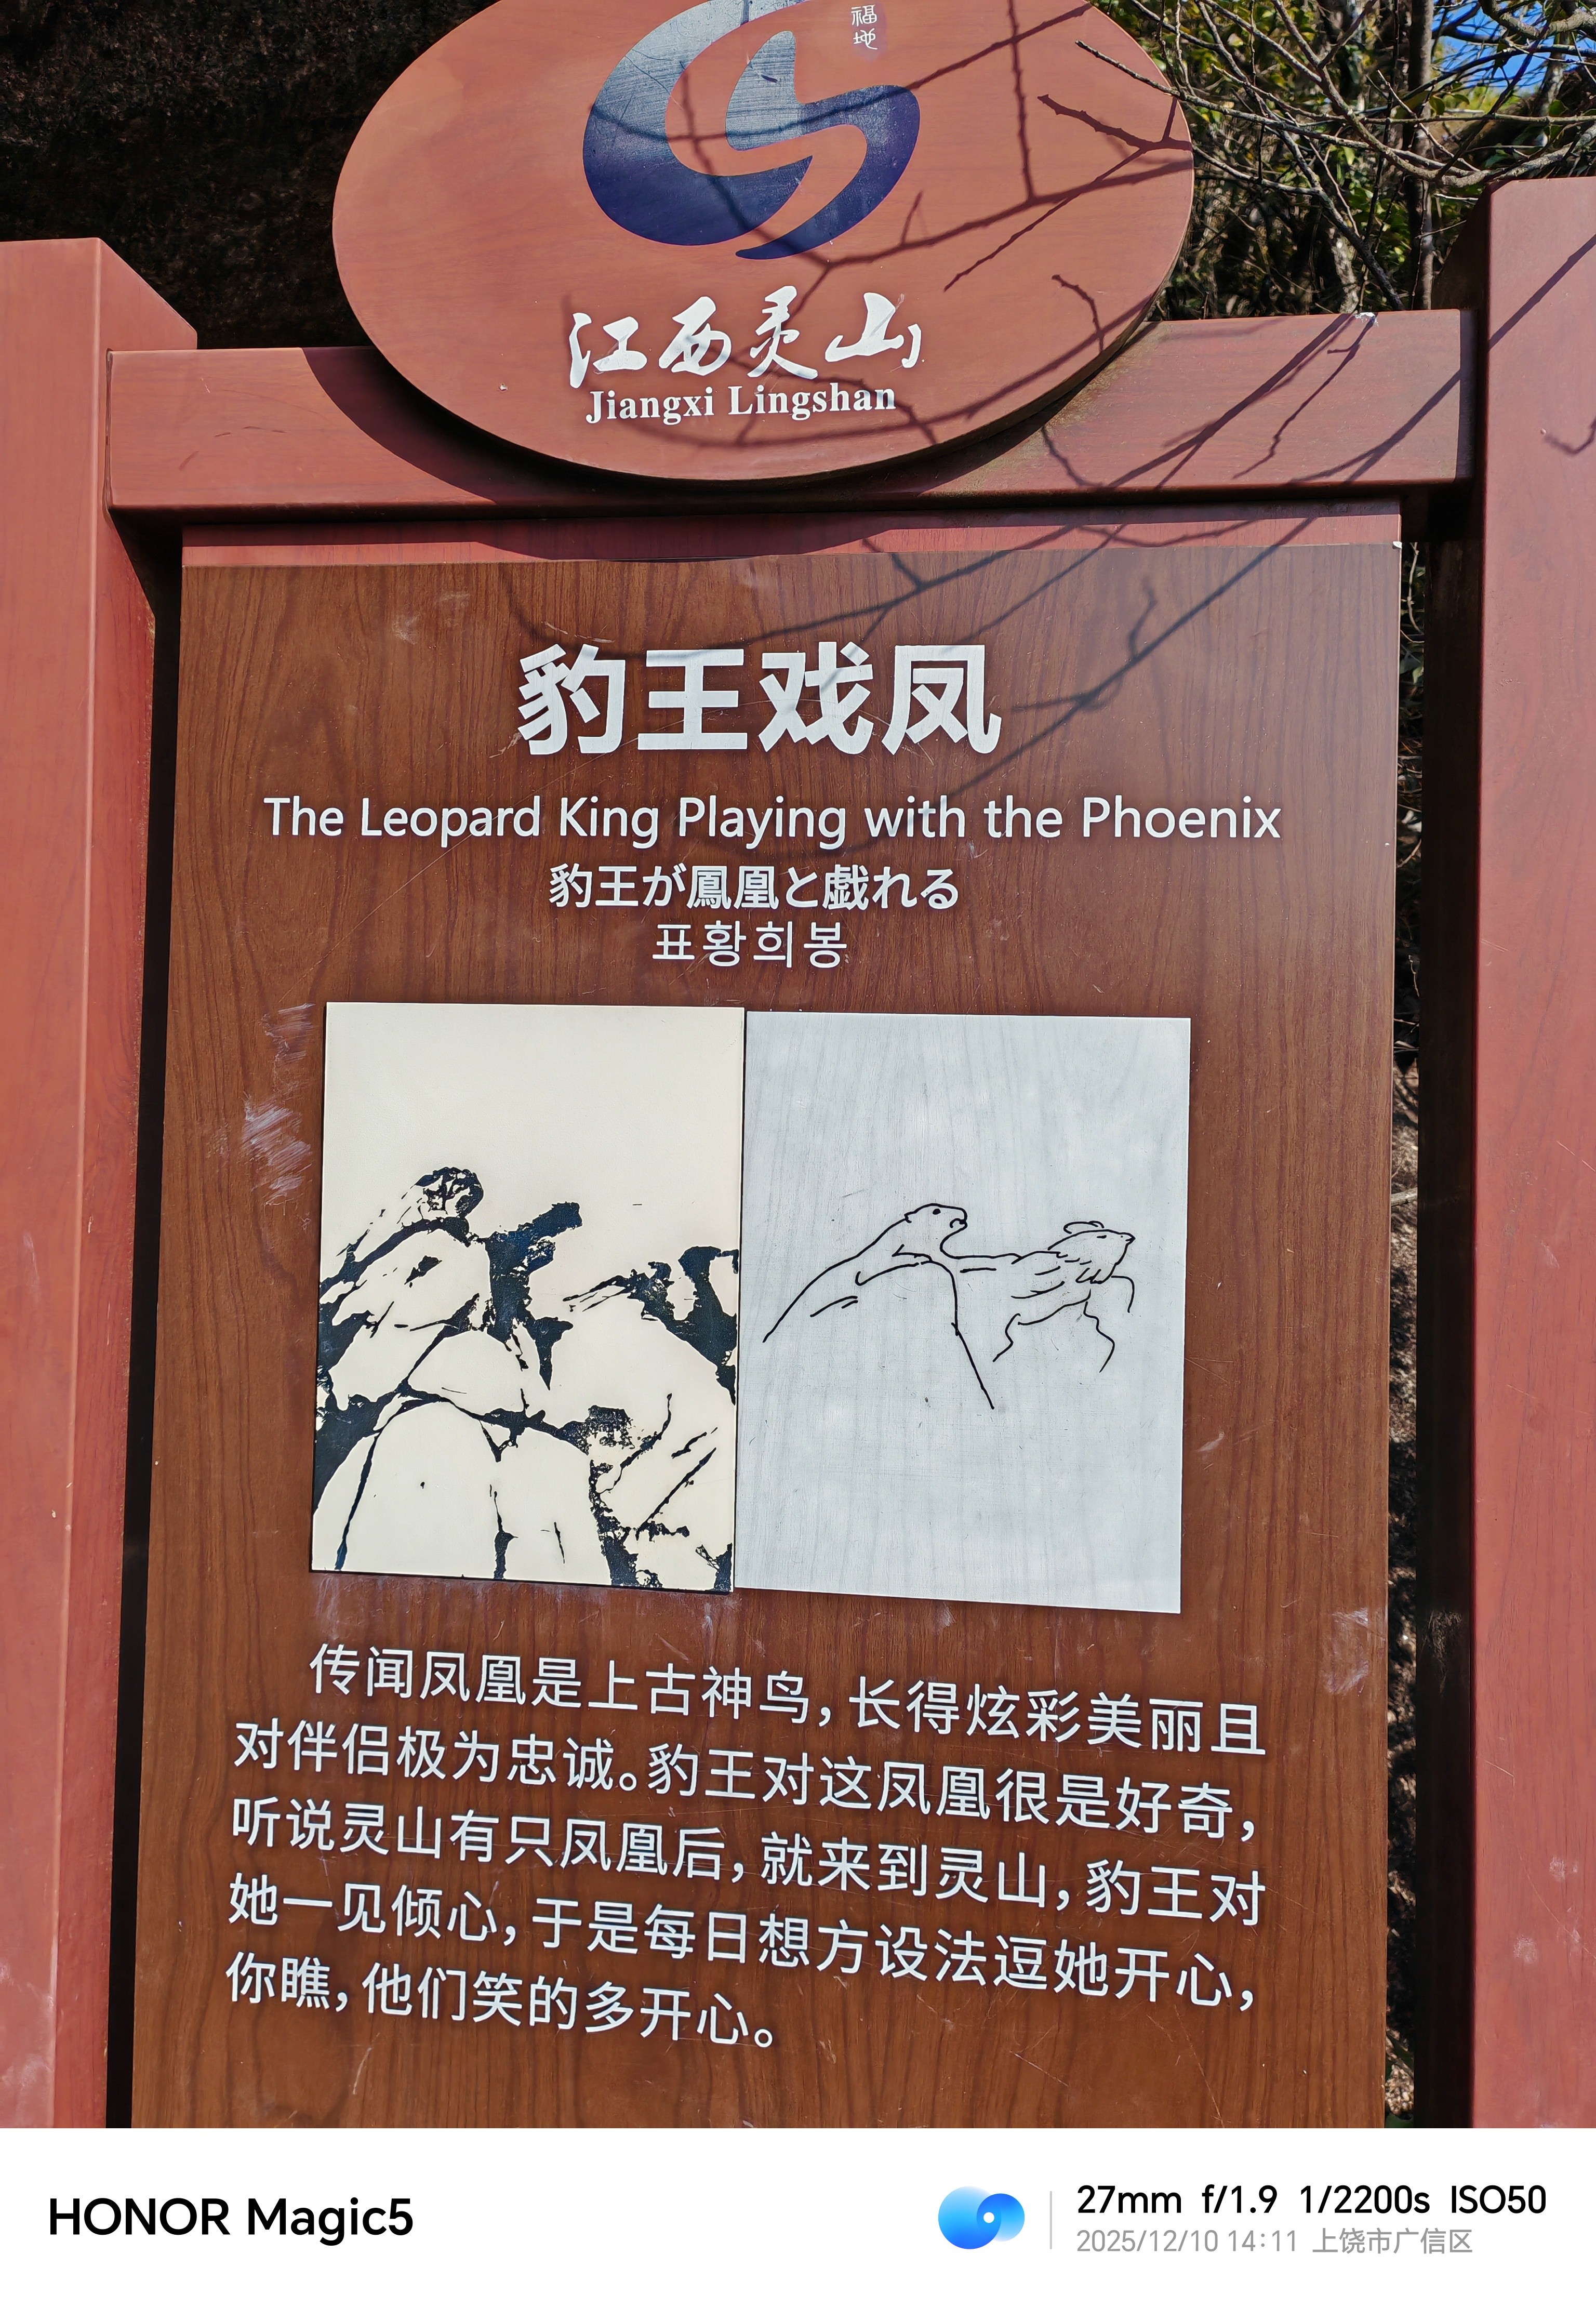 福地
江西灵山
Jiangxi Lingshan
豹王戏凤
The Leopard King Playing with the Phoenix
豹王が鳳凰と戯れる
표황희봉
传闻凤凰是上古神鸟，长得炫彩美丽且
对伴侣极为忠诚。豹王对这凤凰很是好奇，
听说灵山有只凤凰后，就来到灵山，豹王对
她一见倾心，于是每日想方设法逗她开心，
你瞧，他们笑的多开心。
HONOR Magic5
27mm f/1.9 1/2200s ISO50
2025/12/10 14:11 上饶市广信区